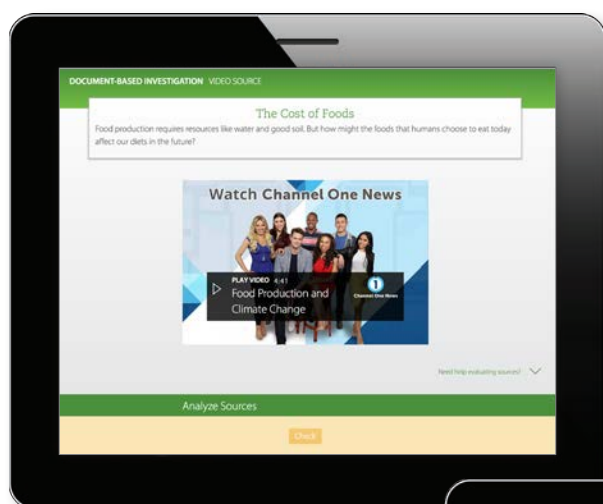 DOCUMENT-BASED INVESTIGATION VIDEO SOURCE
The Cost of Foods
Food production requires resources like water and good soil. But how might the foods that humans choose to eat today
affect our diets in the future?
Watch Channel One News
PLAY VIDEO 4:41
Food Production and
Climate Change
1
Channel One News
Need help evaluating sources?
Analyze Sources
Check